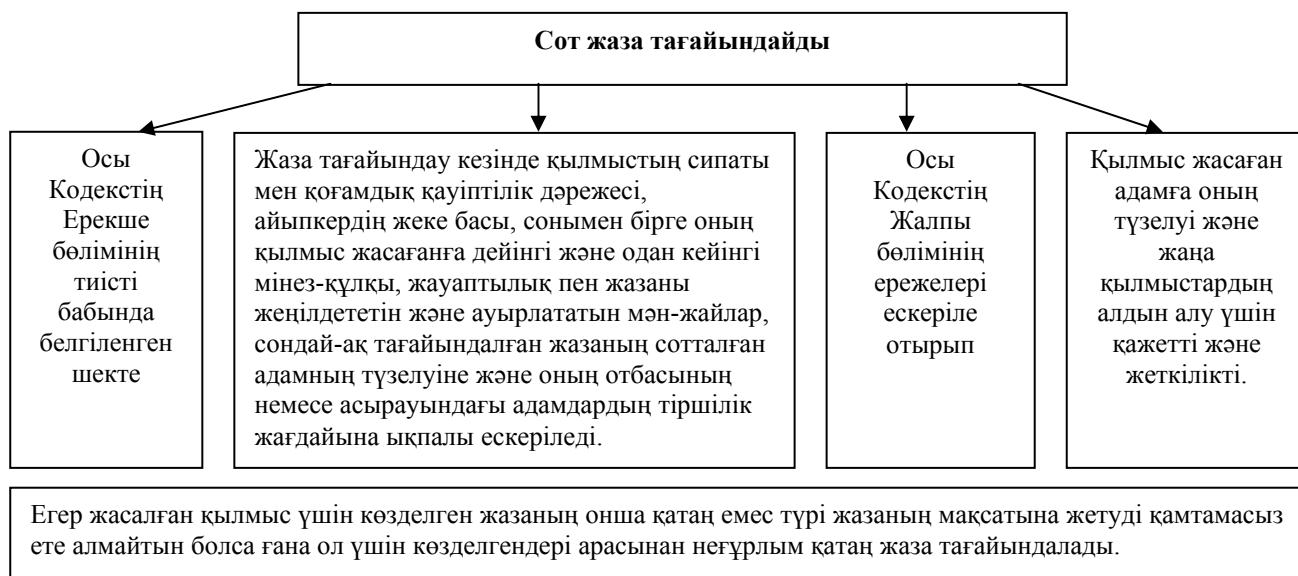 Сот жаза тағайындайды
Осы
Кодекстің
Ерекше
бөлімінің
тиісті
бабында
белгіленген
шекте
Жаза тағайындау кезінде қылмыстың сипаты
мен қоғамдық қауіптілік дәрежесі,
айыпкердің жеке басы, сонымен бірге оның
қылмыс жасағанға дейінгі және одан кейінгі
мінез-құлқы, жауаптылық пен жазаны
жеңілдететін және ауырлататын мән-жайлар,
сондай-ақ тағайындалған жазаның сотталған
адамның түзелуіне және оның отбасының
немесе асырауындағы адамдардың тіршілік
жағдайына ықпалы ескеріледі.
Осы
Кодекстің
Жалпы
бөлімінің
ережелері
ескеріле
отырып
Қылмыс жасаған
адамға оның
түзелуі және
жаңа
қылмыстардың
алдын алу үшін
қажетті және
жеткілікті.
Егер жасалған қылмыс үшін көзделген жазаның онша қатаң емес түрі жазаның мақсатына жетуді қамтамасыз
ете алмайтын болса ғана ол үшін көзделгендері арасынан неғұрлым қатаң жаза тағайындалады.